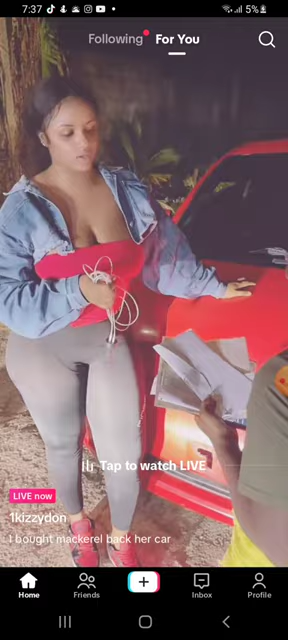 7:37
5%
Following
For You
Tap to watch LIVE
LIVE now
1kizzydon
I bought mackerel back her car
Home
Friends
Inbox
Profile